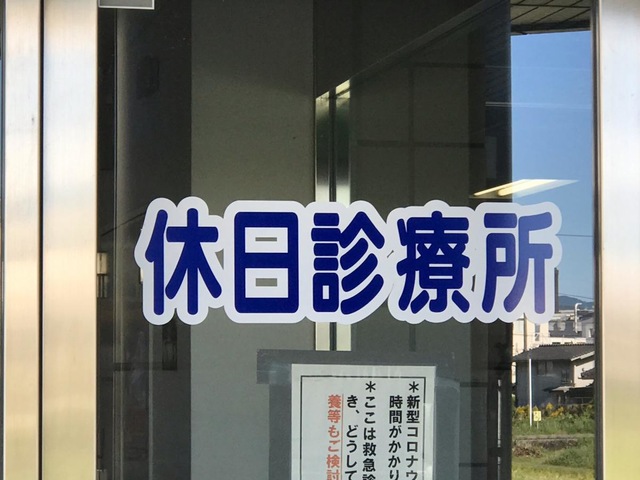 休日診療所
＊新型コロナウ
時間がかかり
＊ここは救急診
き、どうして
養等もご検討